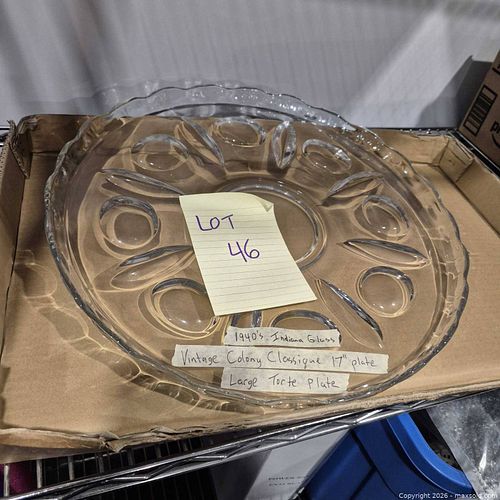 LOT
46
1940's Indiana Glass
Vintage Colony Classique 17" plate
Large Torte Plate
Copyright 2026 - maxsold.com